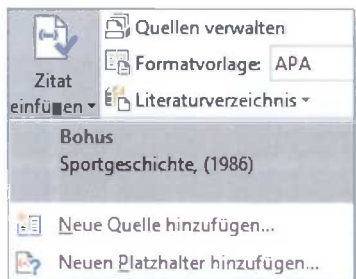 Quellen verwalten
Formatvorlage: APA
Zitat
einfügen
Literaturverzeichnis
Bohus
Sportgeschichte, (1986)
Neue Quelle hinzufügen...
Neuen Platzhalter hinzufügen...